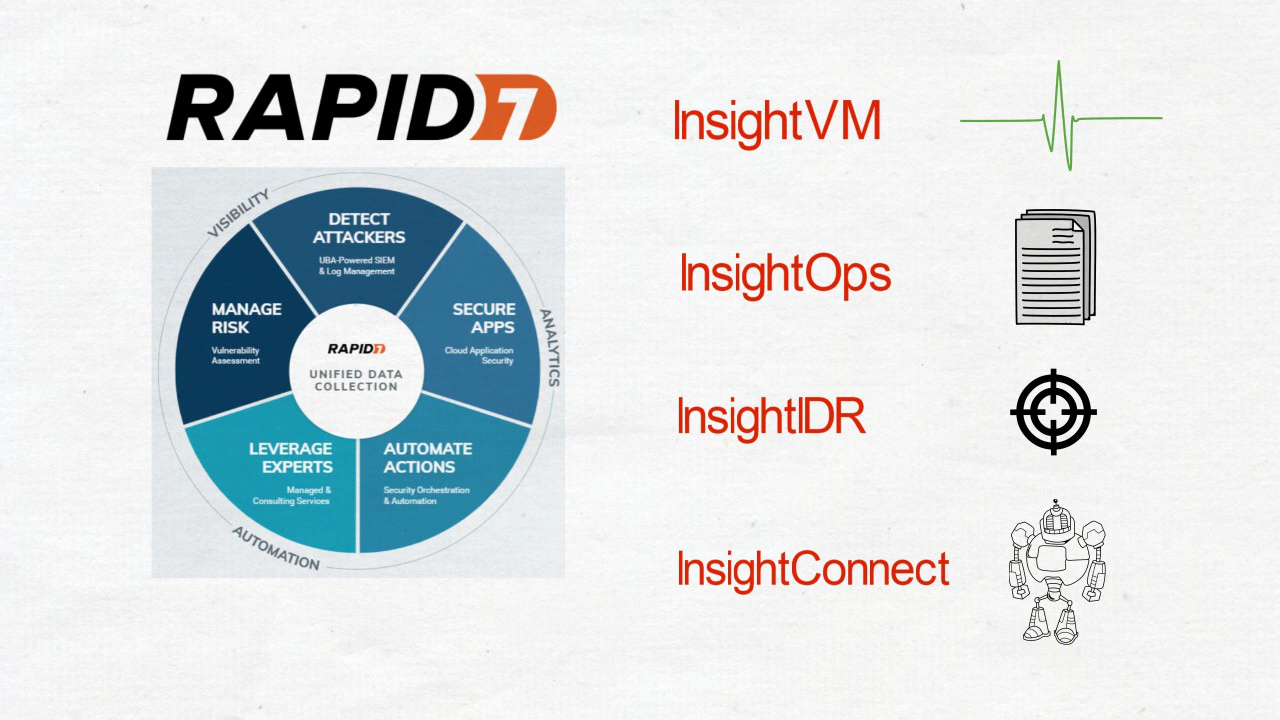 RAPID7
VISIBILITY
DETECT
ATTACKERS
UBA-Powered SIEM
& Log Management
MANAGE
RISK
Vulnerability
Assessment
SECURE
APPS
Cloud Application
Security
ANALYTICS
RAPID7
UNIFIED DATA
COLLECTION
LEVERAGE
EXPERTS
Managed &
Consulting Services
AUTOMATE
ACTIONS
Security Orchestration
& Automation
AUTOMATION
InsightVM
InsightOps
InsightIDR
InsightConnect